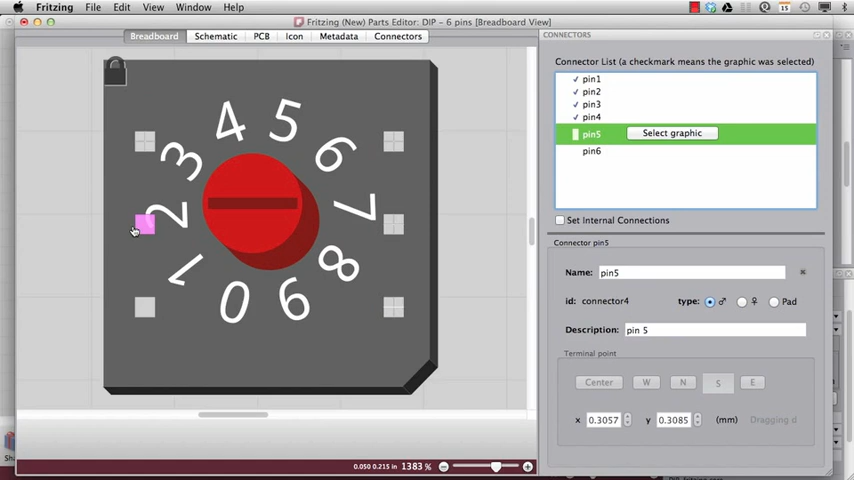 Fritzing File Edit View Window Help
15
Fritzing (New) Parts Editor: DIP - 6 pins [Breadboard View]
Breadboard Schematic PCB Icon Metadata Connectors
CONNECTORS
Connector List (a checkmark means the graphic was selected)
✓ pin1
✓ pin2
✓ pin3
✓ pin4
pin5 Select graphic
pin6
Set Internal Connections
Connector pin5
Name: pin5
id: connector4 type: ♂ ♀ Pad
Description: pin 5
Terminal point
Center W N S E
x 0.3057 y 0.3085 (mm) Dragging d
0 1 2 3 4 5 6 7 8 9
0.050 0.215 in 1383 %